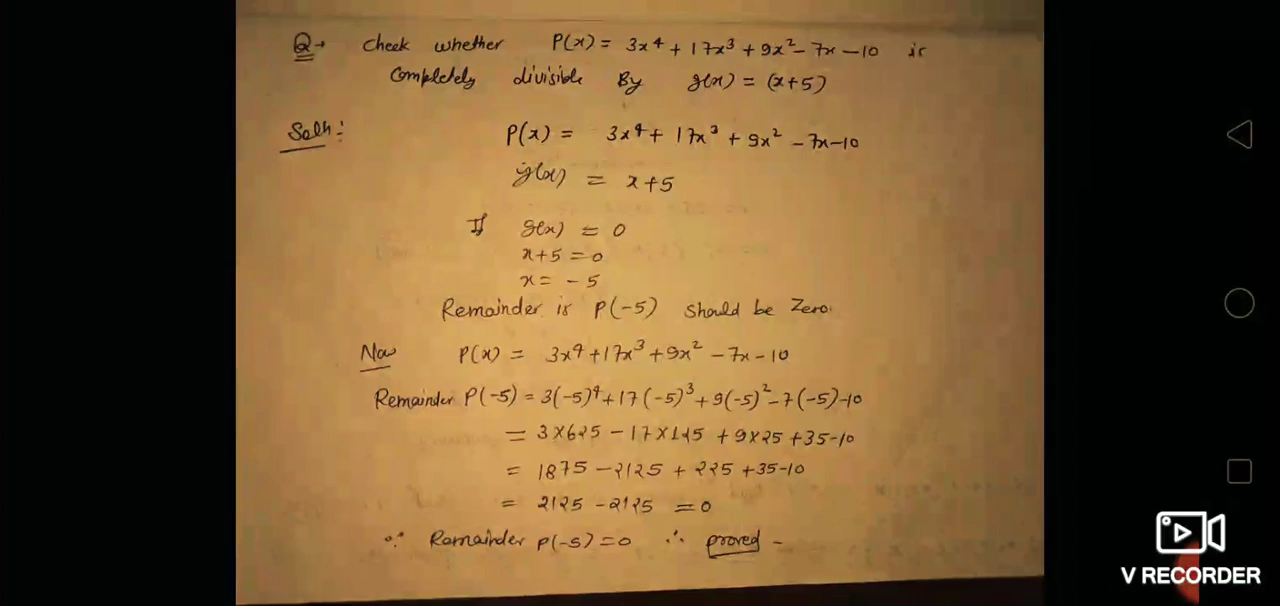 Q→ Check whether P(x) = 3x⁴ + 17x³ + 9x² - 7x - 10 is
completely divisible By g(x) = (x+5)
Soln:
P(x) = 3x⁴ + 17x³ + 9x² - 7x - 10
g(x) = x+5
If g(x) = 0
x+5 = 0
x = - 5
Remainder is P(-5) should be Zero.
Now P(x) = 3x⁴ + 17x³ + 9x² - 7x - 10
Remainder P(-5) = 3(-5)⁴ + 17(-5)³ + 9(-5)² - 7(-5) - 10
= 3×625 - 17×125 + 9×25 + 35 - 10
= 1875 - 2125 + 225 + 35 - 10
= 2125 - 2125 = 0
∵ Remainder P(-5) = 0 ∴ proved -
V RECORDER